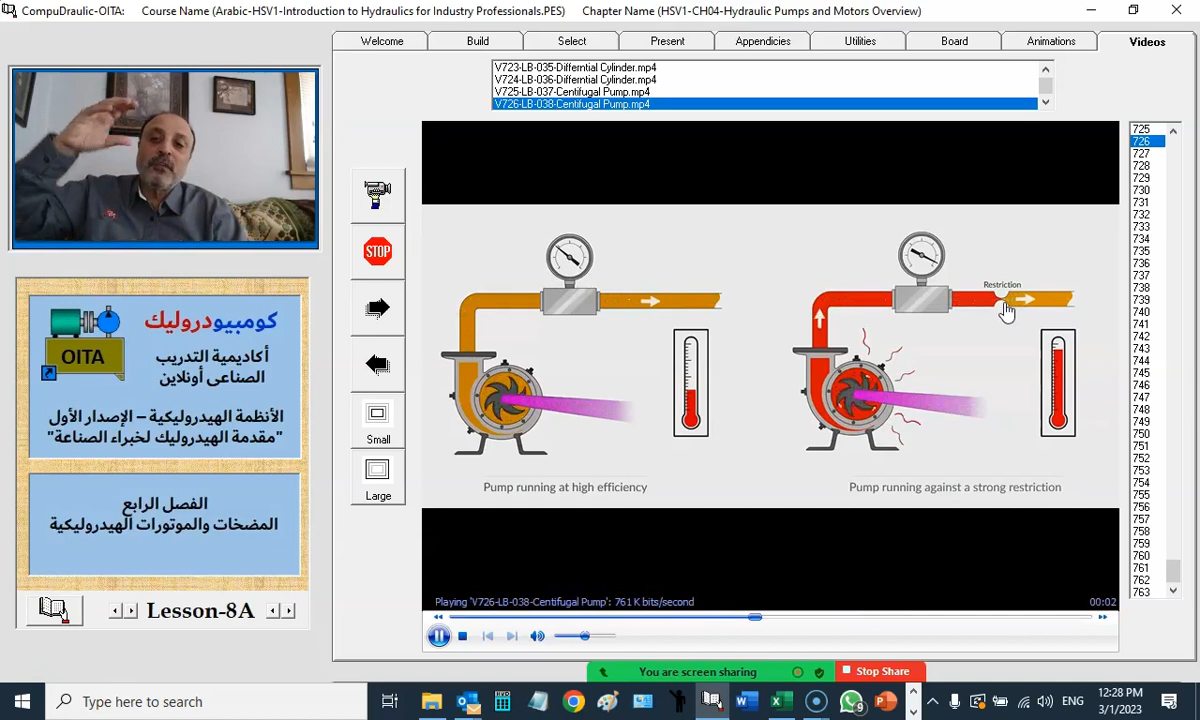 CompuDraulic-OITA: Course Name (Arabic-HSV1-Introduction to Hydraulics for Industry Professionals.PES) Chapter Name (HSV1-CH04-Hydraulic Pumps and Motors Overview)
Welcome Build Select Present Appendicies Utilities Board Animations Videos
V723-LB-035-Differntial Cylinder.mp4
V724-LB-036-Differntial Cylinder.mp4
V725-LB-037-Centifugal Pump.mp4
V726-LB-038-Centifugal Pump.mp4
725
726
727
728
729
730
731
732
733
734
735
736
737
738
739
740
741
742
743
744
745
746
747
748
749
750
751
752
753
754
755
756
757
758
759
760
761
762
763
STOP
Small
Large
Restriction
Pump running at high efficiency
Pump running against a strong restriction
Playing 'V726-LB-038-Centifugal Pump': 761 K bits/second
00:02
كومبيودروليك
OITA
أكاديمية التدريب
الصناعى أونلاين
الأنظمة الهيدروليكية – الإصدار الأول
"مقدمة الهيدروليك لخبراء الصناعة"
الفصل الرابع
المضخات والموتورات الهيدروليكية
Lesson-8A
You are screen sharing
Stop Share
Type here to search
9
ENG
12:28 PM
3/1/2023